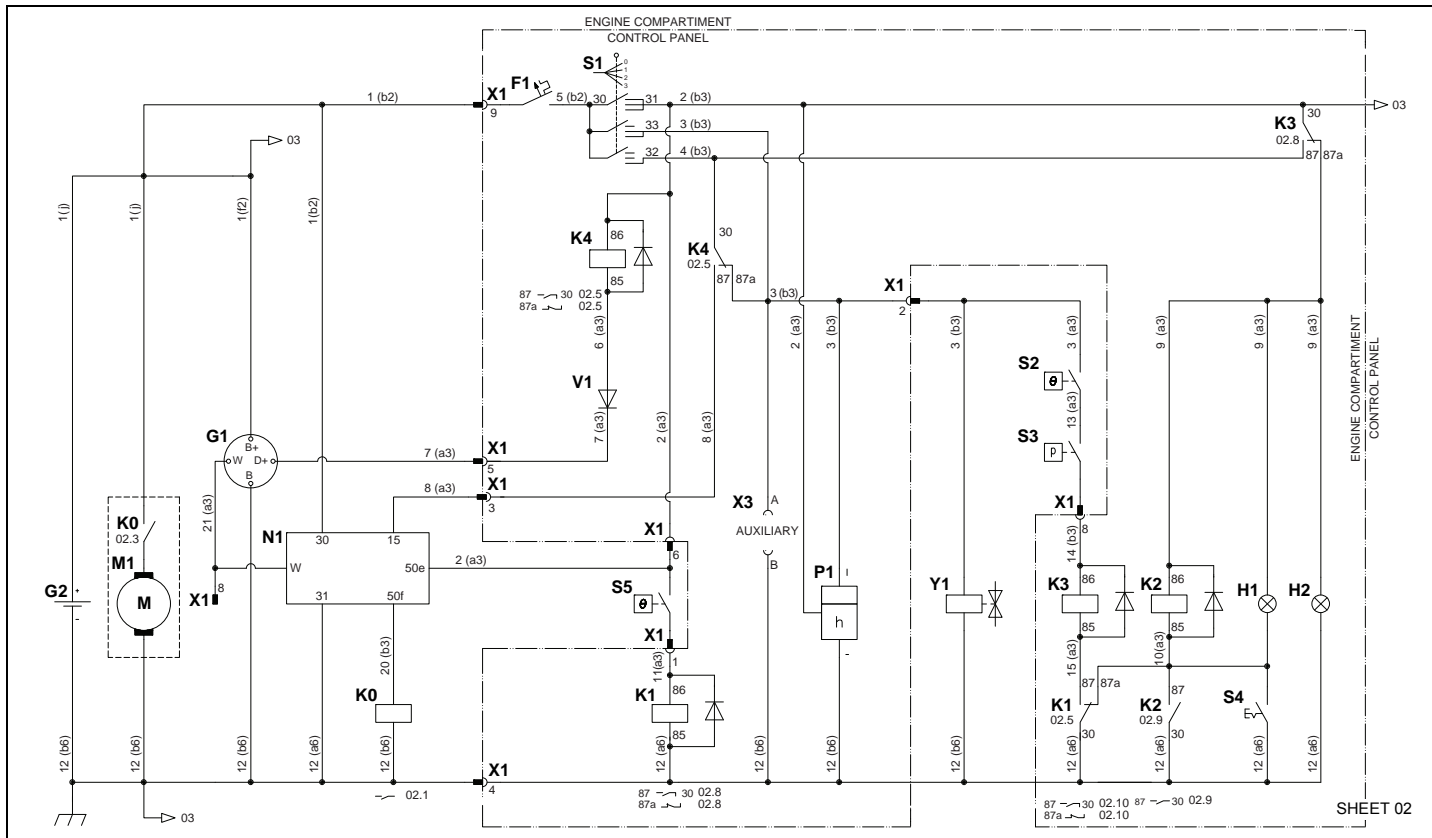 ENGINE COMPARTIMENT
CONTROL PANEL
S1
0
1
2
3
F1
1 (b2)
X1
9
5 (b2)
30
31
2 (b3)
03
33
3 (b3)
32
4 (b3)
30
K3
02.8
87
87a
03
1(j)
1(j)
1(f2)
1(b2)
K4
86
85
30
K4
02.5
87
87a
87
30
02.5
87a
02.5
3 (b3)
X1
2
6 (a3)
2 (a3)
3 (b3)
3 (b3)
3 (a3)
9 (a3)
9 (a3)
9 (a3)
ENGINE COMPARTIMENT
CONTROL PANEL
V1
7 (a3)
2 (a3)
8 (a3)
S2
θ
13 (a3)
G1
B+
W
D+
B
7 (a3)
X1
5
S3
p
8 (a3)
X1
3
21 (a3)
K0
02.3
N1
30
15
W
50e
31
50f
2 (a3)
X1
6
X3
A
AUXILIARY
B
X1
8
14 (b3)
M1
M
G2
+
-
X1
8
S5
θ
P1
I
h
-
Y1
K3
86
85
K2
86
85
H1
H2
20 (b3)
X1
1
11(a3)
15 (a3)
10(a3)
K0
K1
86
85
87
87a
K1
02.5
30
87
K2
02.9
30
S4
E
12 (b6)
12 (b6)
12 (b6)
12 (a6)
12 (b6)
12 (a6)
12 (b6)
12 (b6)
12 (b6)
12 (a6)
12 (a6)
12 (a6)
12 (a6)
X1
4
02.1
87
30
02.8
87a
02.8
87
30
02.10
87
30
02.9
87a
02.10
03
SHEET 02